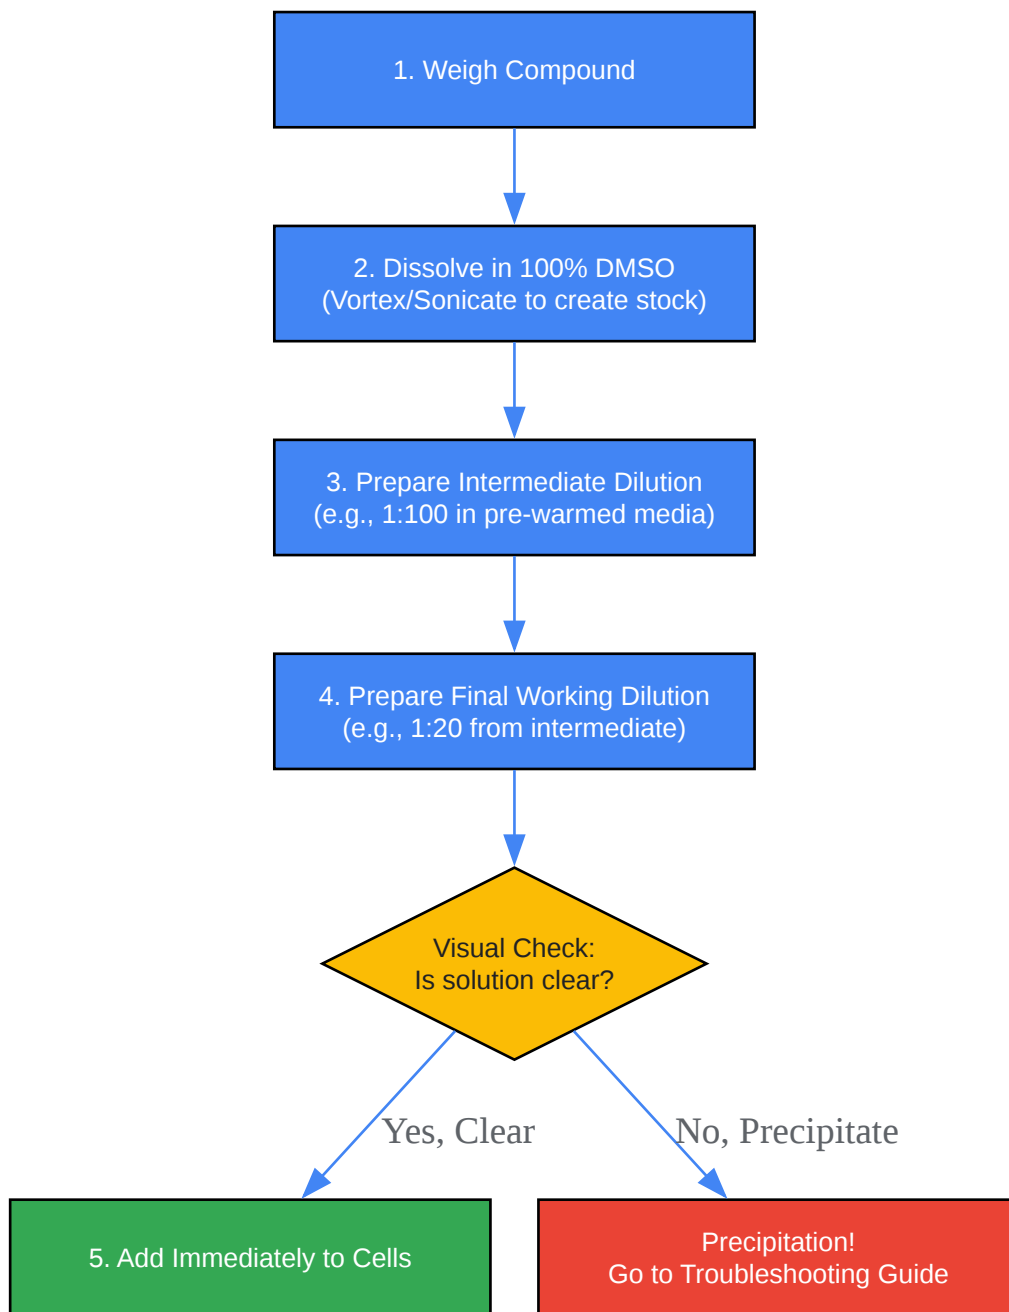 1. Weigh Compound
2. Dissolve in 100% DMSO
(Vortex/Sonicate to create stock)
3. Prepare Intermediate Dilution
(e.g., 1:100 in pre-warmed media)
4. Prepare Final Working Dilution
(e.g., 1:20 from intermediate)
Visual Check:
Is solution clear?
Yes, Clear
No, Precipitate
5. Add Immediately to Cells
Precipitation!
Go to Troubleshooting Guide